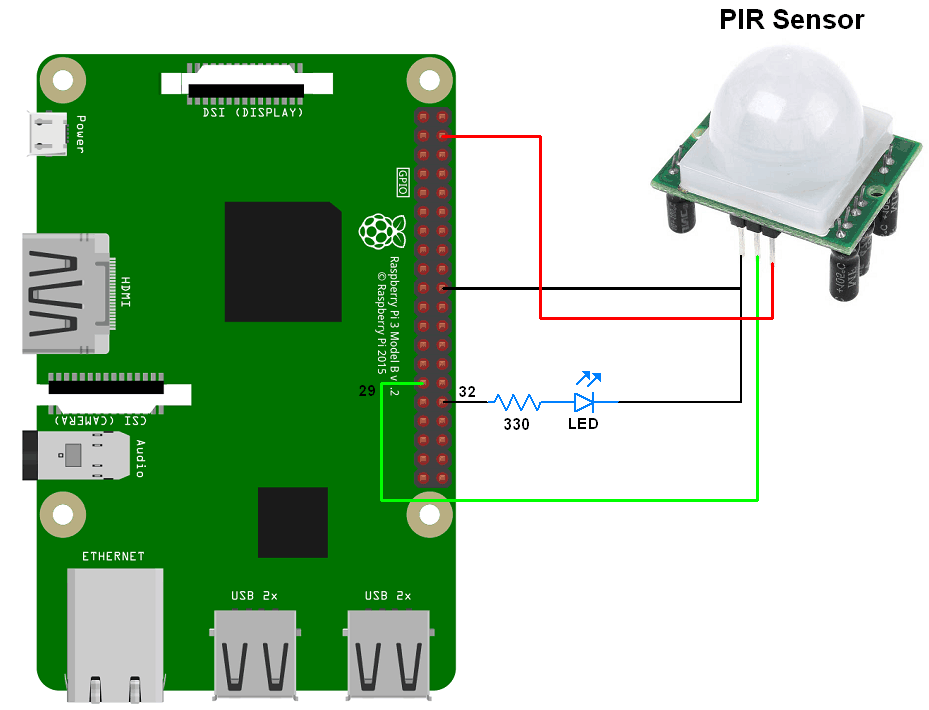 PIR Sensor
DSI (DISPLAY)
Power
GPIO
HDMI
Raspberry Pi 3 Model B v1.2
© Raspberry Pi 2015
29
32
330
LED
CSI (CAMERA)
Audio
ETHERNET
USB 2x
USB 2x